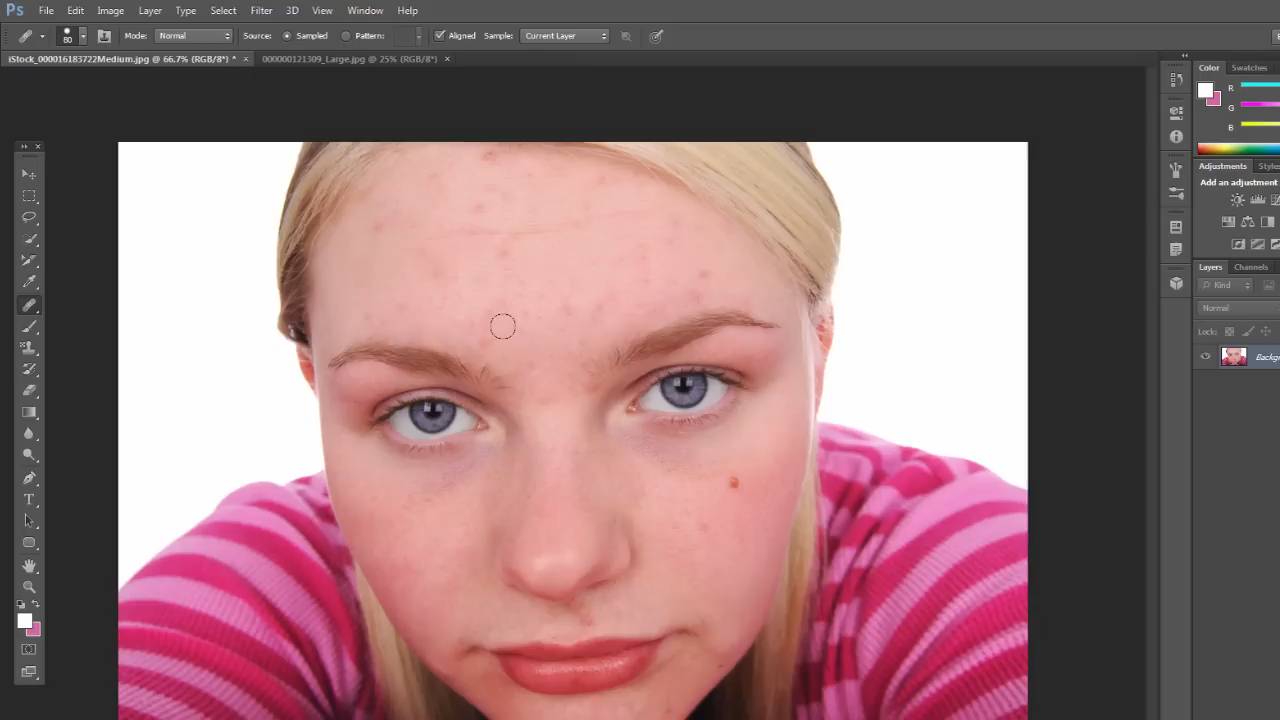 Ps File Edit Image Layer Type Select Filter 3D View Window Help
80 Mode: Normal Source: Sampled Pattern: Aligned Sample: Current Layer
iStock_000016183722Medium.jpg @ 66.7% (RGB/8*) * × 000000121309_Large.jpg @ 25% (RGB/8*) ×
Color Swatches
R
G
B
Adjustments Styles
Add an adjustment
Layers Channels
Kind
Normal
Lock:
Backgr
T